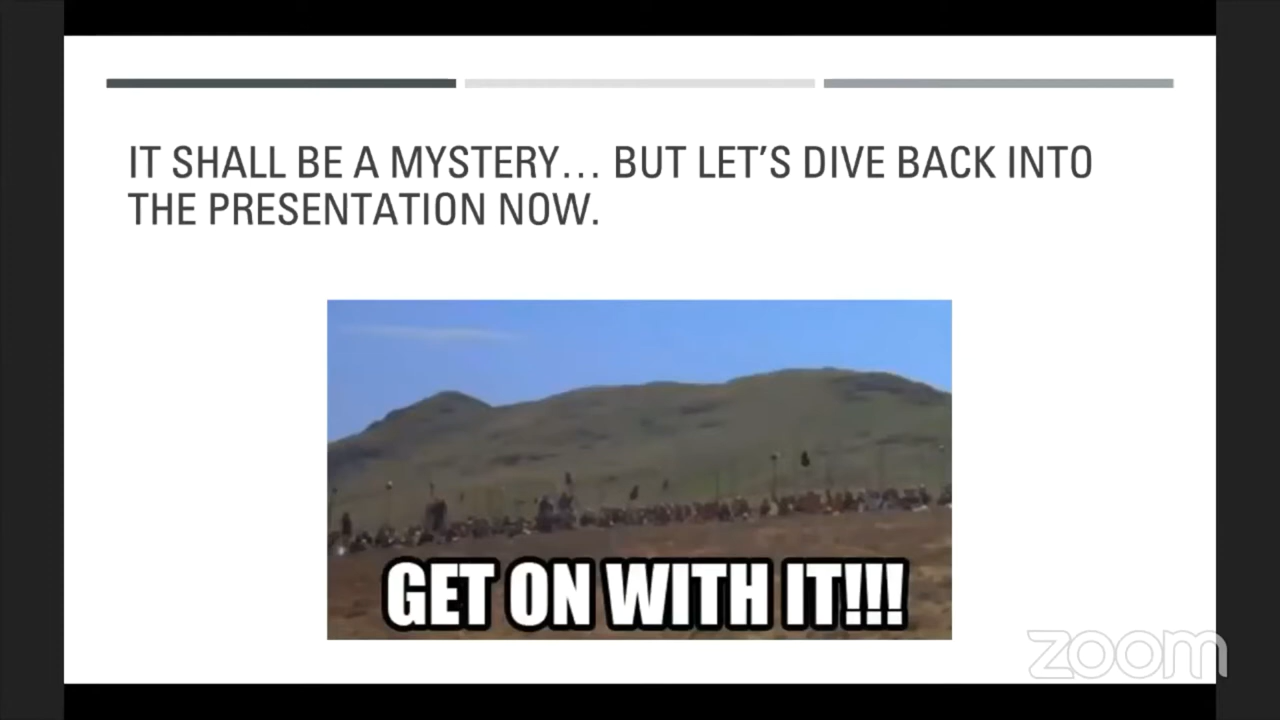 IT SHALL BE A MYSTERY… BUT LET’S DIVE BACK INTO
THE PRESENTATION NOW.
GET ON WITH IT!!!
zoom